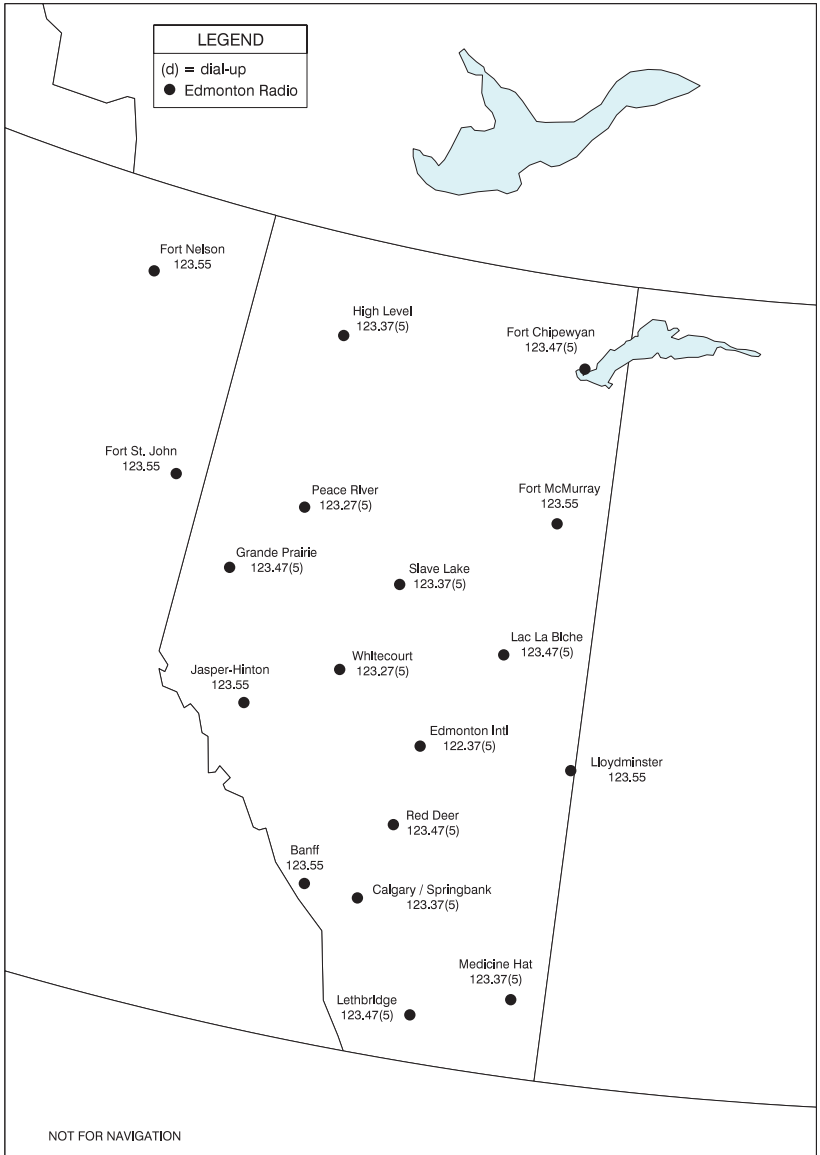 LEGEND
(d) = dial-up
Edmonton Radio
Fort Nelson
123.55
High Level
123.37(5)
Fort Chipewyan
123.47(5)
Fort St. John
123.55
Peace River
123.27(5)
Fort McMurray
123.55
Grande Prairie
123.47(5)
Slave Lake
123.37(5)
Lac La Biche
123.47(5)
Whitecourt
123.27(5)
Jasper-Hinton
123.55
Edmonton Intl
122.37(5)
Lloydminster
123.55
Red Deer
123.47(5)
Banff
123.55
Calgary / Springbank
123.37(5)
Medicine Hat
123.37(5)
Lethbridge
123.47(5)
NOT FOR NAVIGATION